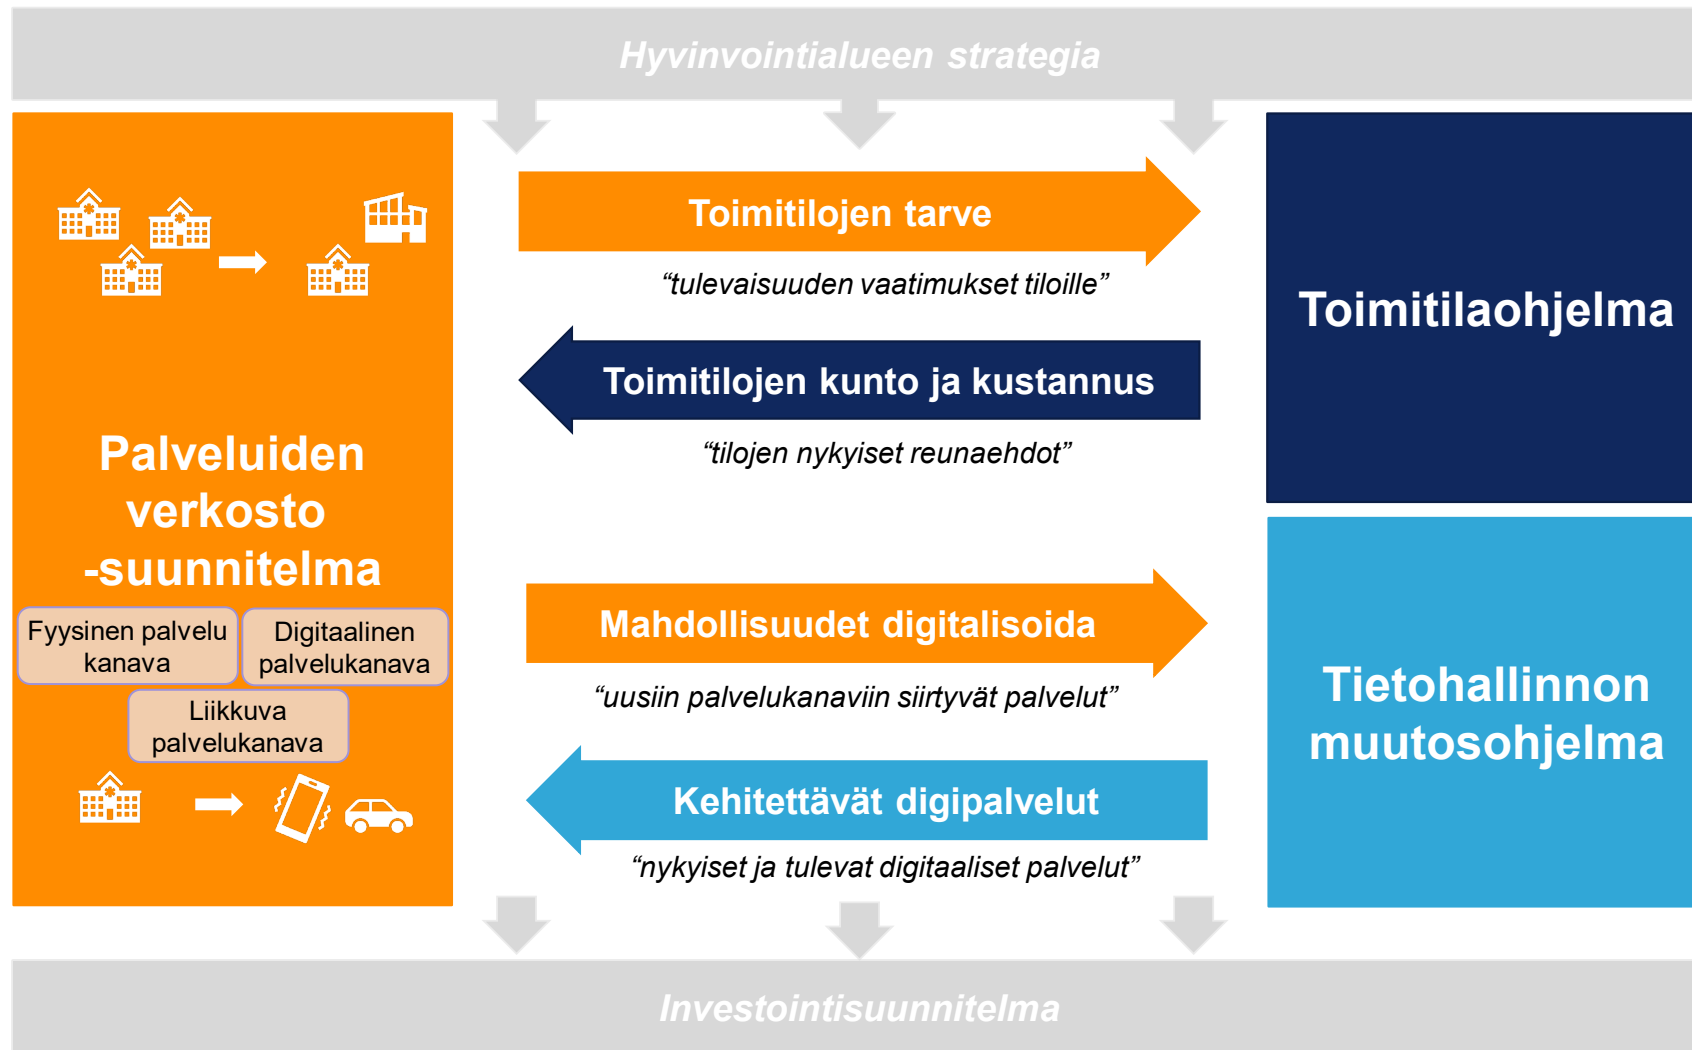 Hyvinvointialueen strategia
Palveluiden
verkosto
-suunnitelma
Fyysinen palvelu
kanava
Digitaalinen
palvelukanava
Liikkuva
palvelukanava
Toimitilojen tarve
“tulevaisuuden vaatimukset tiloille”
Toimitilojen kunto ja kustannus
“tilojen nykyiset reunaehdot”
Mahdollisuudet digitalisoida
“uusiin palvelukanaviin siirtyvät palvelut”
Kehitettävät digipalvelut
“nykyiset ja tulevat digitaaliset palvelut”
Toimitilaohjelma
Tietohallinnon
muutosohjelma
Investointisuunnitelma